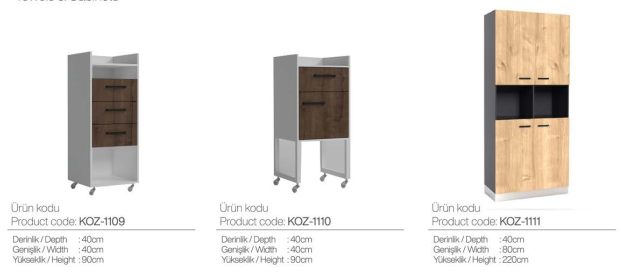 Ürün kodu
Product code: KOZ-1109
Derinlik / Depth : 40cm
Genişlik / Width : 40cm
Yükseklik / Height : 90cm
Ürün kodu
Product code: KOZ-1110
Derinlik / Depth : 40cm
Genişlik / Width : 40cm
Yükseklik / Height : 90cm
Ürün kodu
Product code: KOZ-1111
Derinlik / Depth : 40cm
Genişlik / Width : 80cm
Yükseklik / Height : 220cm